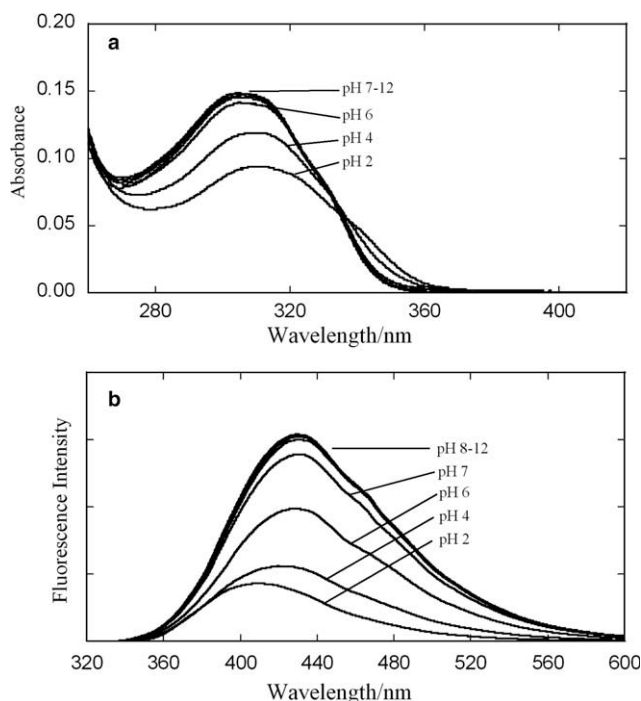 a
0.20
0.15
0.10
0.05
0.00
Absorbance
pH 7-12
pH 6
pH 4
pH 2
280
320
360
400
Wavelength/nm
b
Fluorescence Intensity
pH 8-12
pH 7
pH 6
pH 4
pH 2
320
360
400
440
480
520
560
600
Wavelength/nm